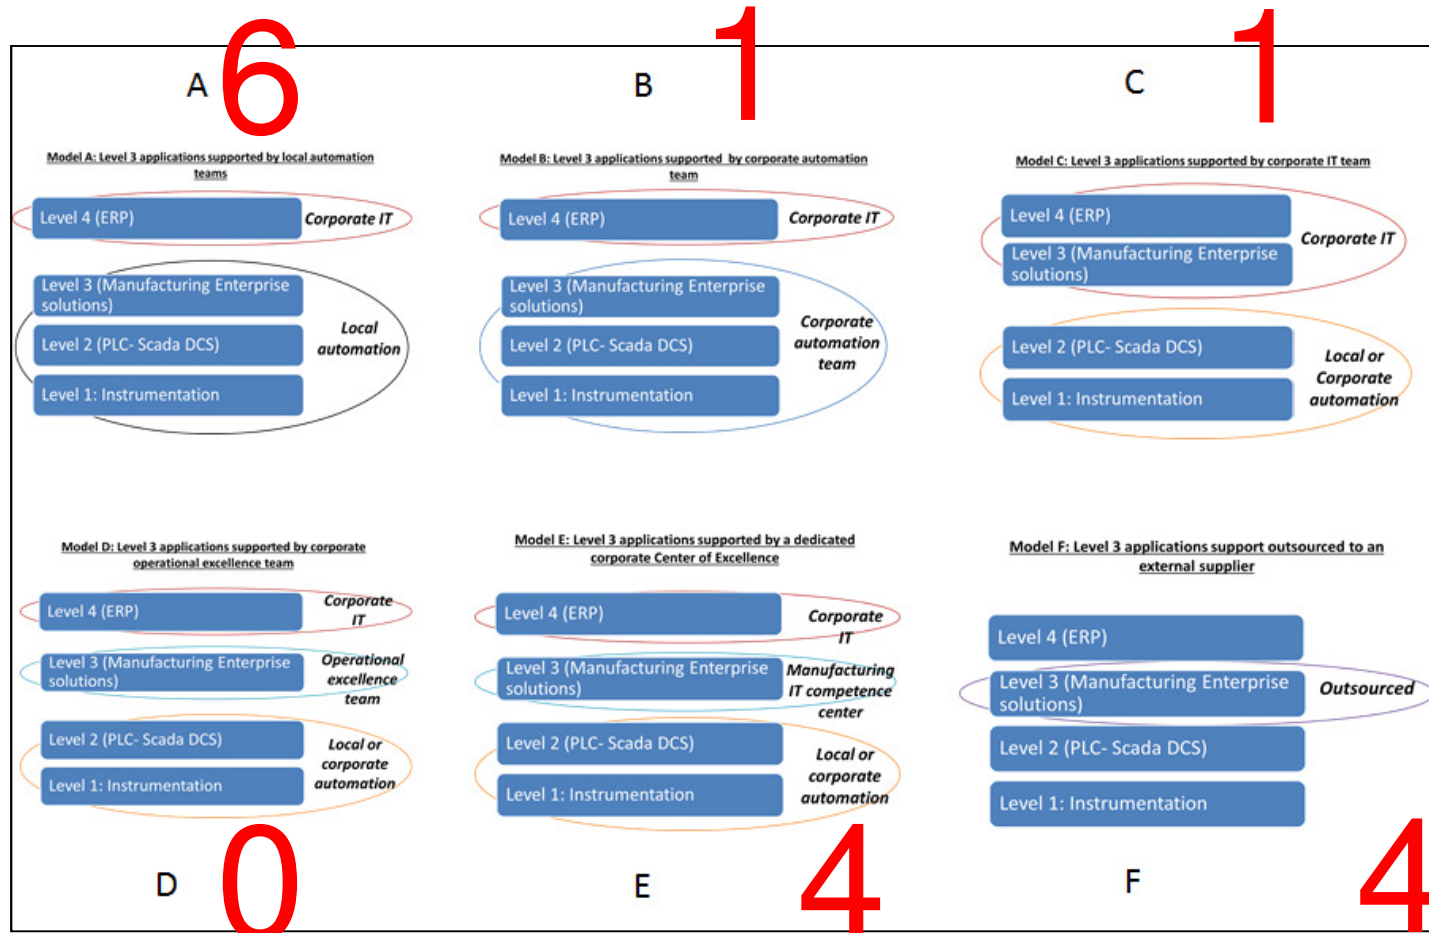 A 6
B 1
C 1
Model A: Level 3 applications supported by local automation
teams
Level 4 (ERP)
Corporate IT
Level 3 (Manufacturing Enterprise
solutions)
Level 2 (PLC- Scada DCS)
Level 1: Instrumentation
Local
automation
Model B: Level 3 applications supported by corporate automation
team
Level 4 (ERP)
Corporate IT
Level 3 (Manufacturing Enterprise
solutions)
Level 2 (PLC- Scada DCS)
Level 1: Instrumentation
Corporate
automation
team
Model C: Level 3 applications supported by corporate IT team
Level 4 (ERP)
Level 3 (Manufacturing Enterprise
solutions)
Corporate IT
Level 2 (PLC- Scada DCS)
Level 1: Instrumentation
Local or
Corporate
automation
Model D: Level 3 applications supported by corporate
operational excellence team
Level 4 (ERP)
Corporate
IT
Level 3 (Manufacturing Enterprise
solutions)
Operational
excellence
team
Level 2 (PLC- Scada DCS)
Level 1: Instrumentation
Local or
corporate
automation
D 0
Model E: Level 3 applications supported by a dedicated
corporate Center of Excellence
Level 4 (ERP)
Corporate
IT
Level 3 (Manufacturing Enterprise
solutions)
Manufacturing
IT competence
center
Level 2 (PLC- Scada DCS)
Level 1: Instrumentation
Local or
corporate
automation
E 4
Model F: Level 3 applications support outsourced to an
external supplier
Level 4 (ERP)
Level 3 (Manufacturing Enterprise
solutions)
Outsourced
Level 2 (PLC- Scada DCS)
Level 1: Instrumentation
F 4